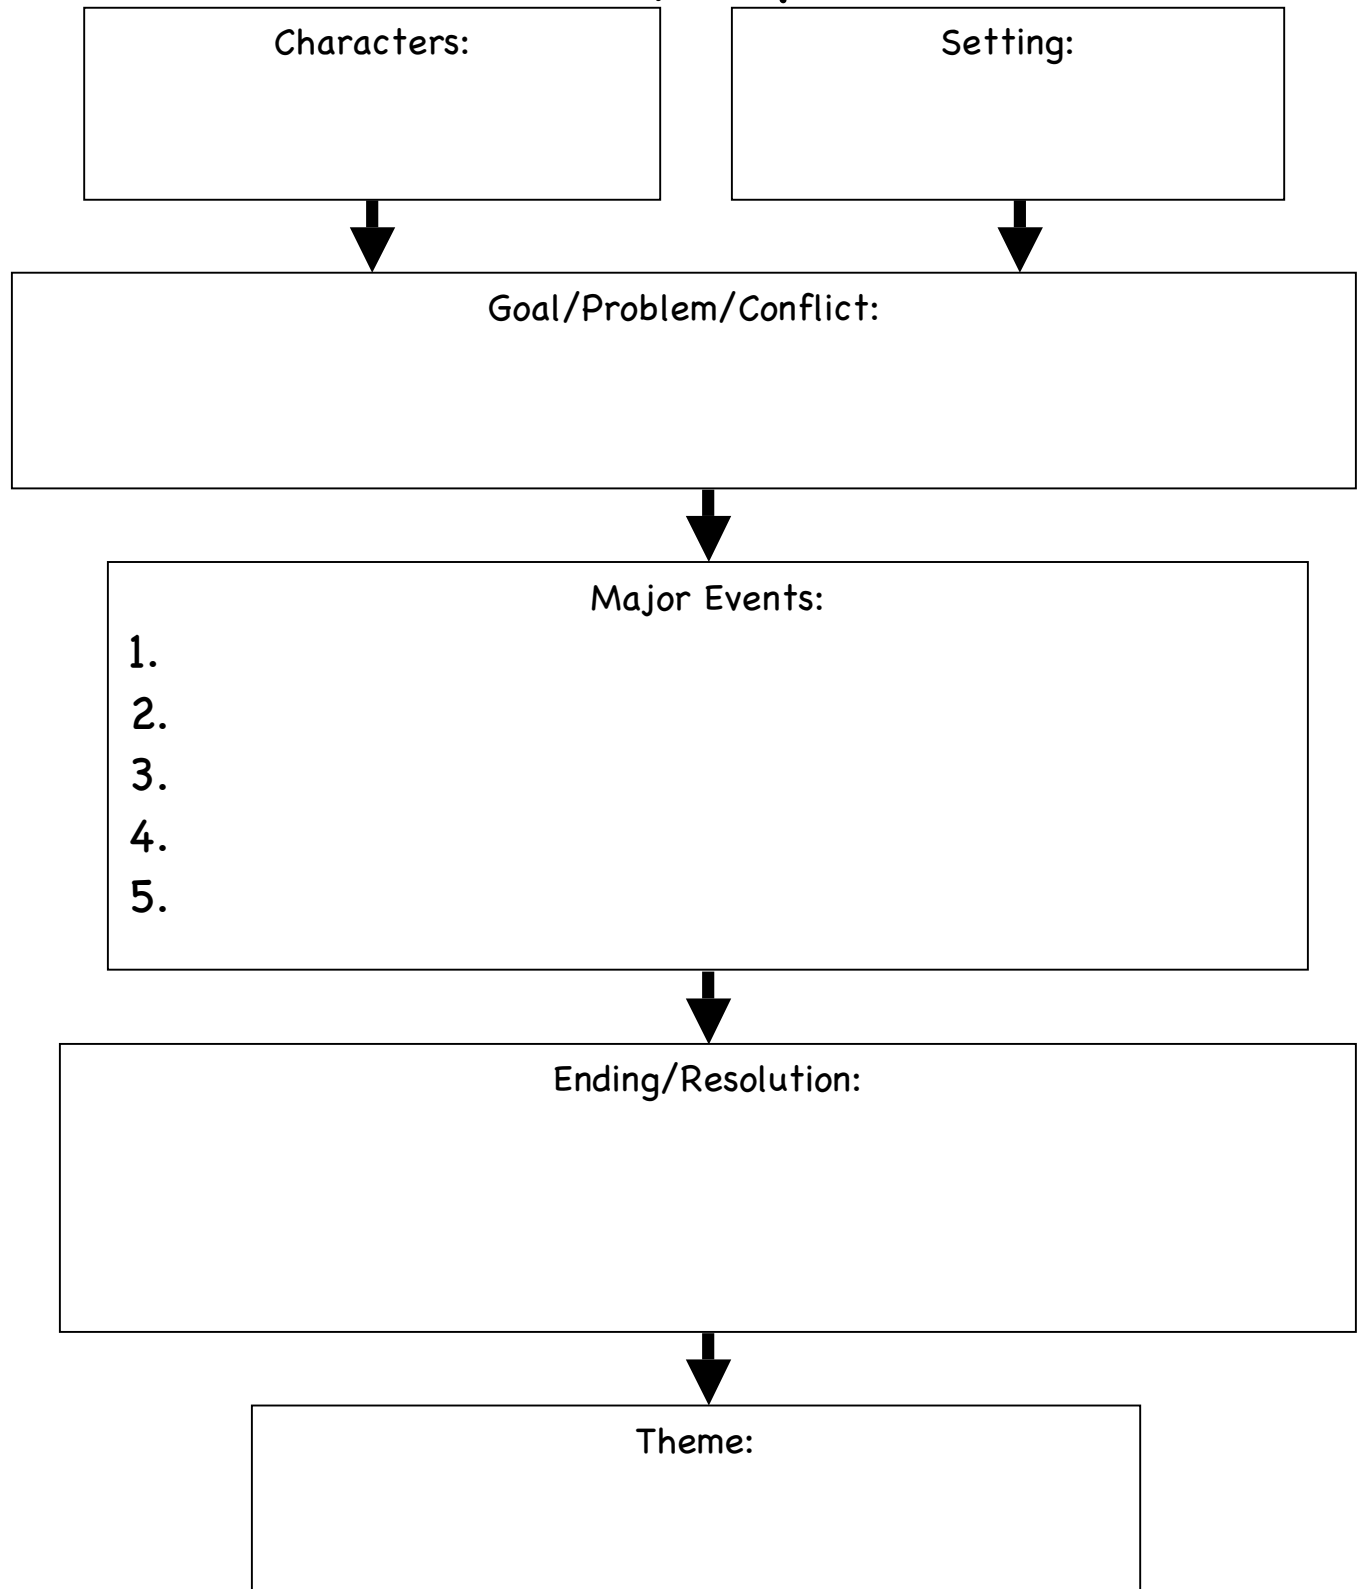 Characters:
Setting:
Goal/Problem/Conflict:
Major Events:
1.
2.
3.
4.
5.
Ending/Resolution:
Theme: